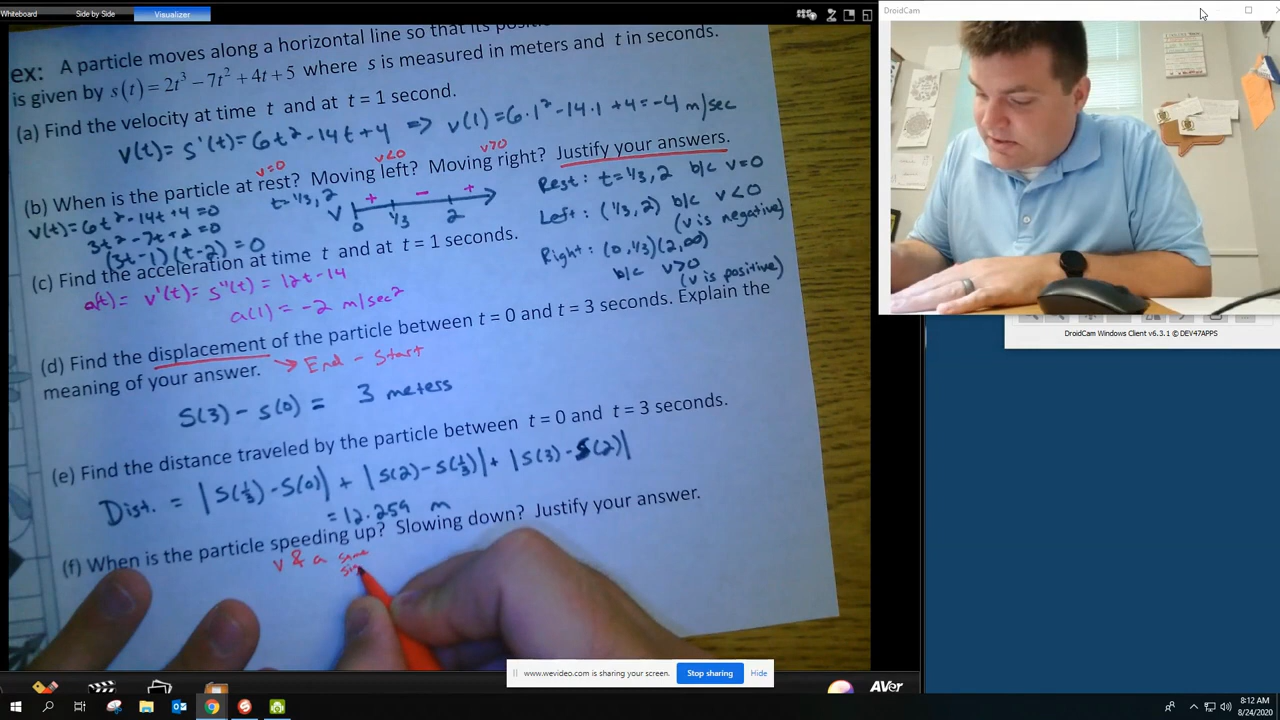 Whiteboard Side by Side Visualizer
DroidCam
ex: A particle moves along a horizontal line so that its
is given by s(t) = 2t³ − 7t² + 4t + 5 where s is measured in meters and t in seconds.
(a) Find the velocity at time t and at t = 1 second.
v(t) = s'(t) = 6t² - 14t + 4 => v(1) = 6·1² - 14·1 + 4 = -4 m/sec
v=0 v<0 v>0
(b) When is the particle at rest? Moving left? Moving right? Justify your answers.
v(t) = 6t² - 14t + 4 = 0
(3t - 1)(t - 2) = 0
t = 1/3, 2
+ - +
V
0 1/3 2
Rest: t = 1/3, 2 b/c v = 0
Left: (1/3, 2) b/c v < 0
(v is negative)
Right: (0, 1/3)(2, ∞)
b/c v>0
(v is positive)
(c) Find the acceleration at time t and at t = 1 seconds.
a(t) = v'(t) = s''(t) = 12t - 14
a(1) = -2 m/sec²
(d) Find the displacement of the particle between t = 0 and t = 3 seconds. Explain the
meaning of your answer.
→ End - Start
S(3) - s(0) = 3 meters
(e) Find the distance traveled by the particle between t = 0 and t = 3 seconds.
Dist. = |S(1/3) - S(0)| + |S(2) - S(1/3)| + |S(3) - S(2)|
= 12.259 m
(f) When is the particle speeding up? Slowing down? Justify your answer.
v & a same
DroidCam Windows Client v6.3.1 © DEV47APPS
www.wevideo.com is sharing your screen. Stop sharing Hide
AVer
8:12 AM
8/24/2020